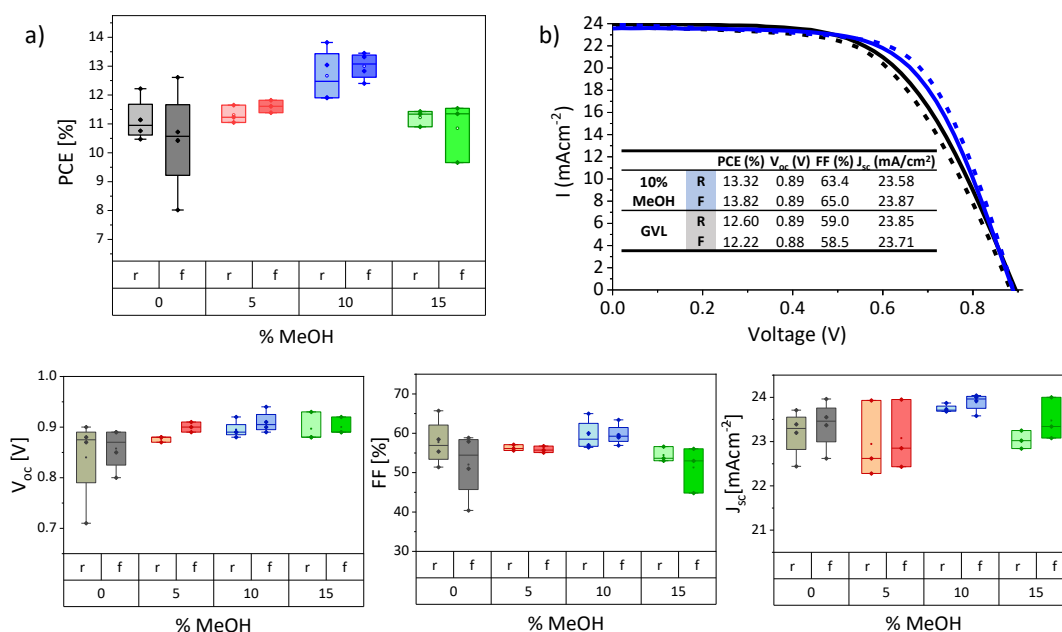 a)
PCE [%]
14
13
12
11
10
9
8
7
r f r f r f r f
0 5 10 15
% MeOH
b)
I (mAcm-2)
24
22
20
18
16
14
12
10
8
6
4
2
0
PCE (%) Voc (V) FF (%) Jsc (mA/cm²)
10% R 13.32 0.89 63.4 23.58
MeOH F 13.82 0.89 65.0 23.87
GVL R 12.60 0.89 59.0 23.85
F 12.22 0.88 58.5 23.71
0.0 0.2 0.4 0.6 0.8
Voltage (V)
Voc [V]
1.0
0.9
0.8
0.7
r f r f r f r f
0 5 10 15
% MeOH
FF [%]
70
60
50
40
30
r f r f r f r f
0 5 10 15
% MeOH
Jsc[mAcm-2]
24
23
22
21
r f r f r f r f
0 5 10 15
% MeOH